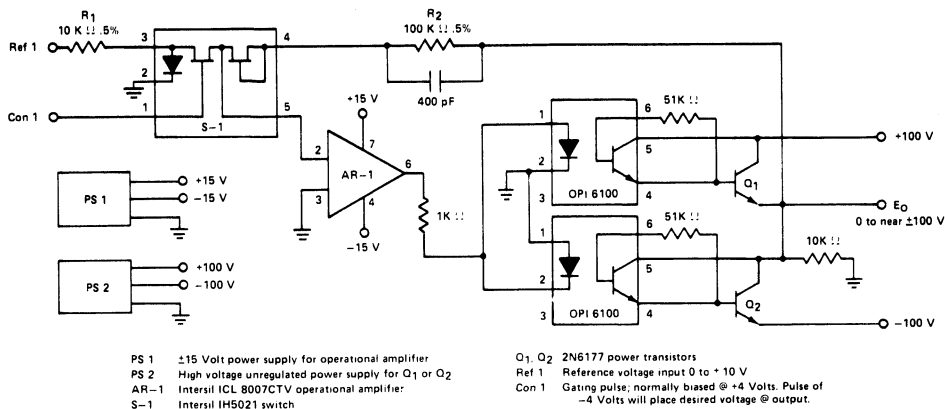 R1
10 K Ω .5%
Ref 1
3
4
2
1
5
Con 1
S-1
R2
100 K Ω .5%
400 pF
+15 V
7
2
6
AR-1
3
4
−15 V
1K Ω
1
6
51K Ω
5
2
3
4
OPI 6100
+100 V
Q1
EO
0 to near ±100 V
1
6
51K Ω
5
2
3
4
OPI 6100
10K Ω
Q2
−100 V
PS 1
+15 V
−15 V
PS 2
+100 V
−100 V
PS 1 ±15 Volt power supply for operational amplifier
PS 2 High voltage unregulated power supply for Q1 or Q2
AR-1 Intersil ICL 8007CTV operational amplifier
S-1 Intersil IH5021 switch
Q1, Q2 2N6177 power transistors
Ref 1 Reference voltage input 0 to + 10 V
Con 1 Gating pulse; normally biased @ +4 Volts. Pulse of
−4 Volts will place desired voltage @ output.